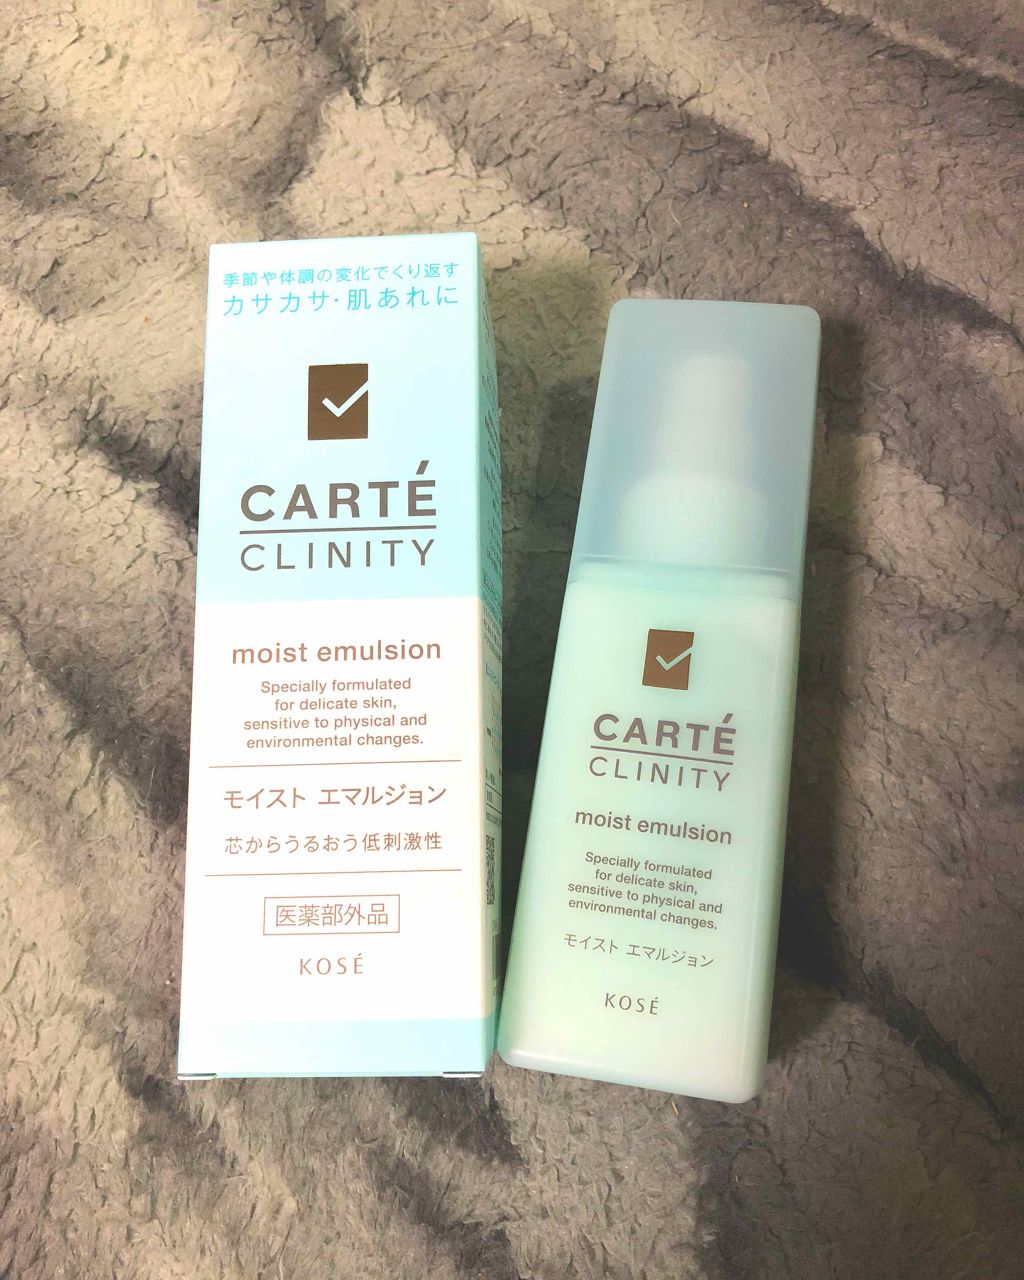 季節や体調の変化でくり返す
カサカサ・肌あれに
CARTÉ
CLINITY
moist emulsion
Specially formulated
for delicate skin,
sensitive to physical and
environmental changes.
モイスト エマルジョン
芯からうるおう低刺激性
医薬部外品
KOSÉ
CARTÉ
CLINITY
moist emulsion
Specially formulated
for delicate skin,
sensitive to physical and
environmental changes.
モイスト エマルジョン
KOSÉ